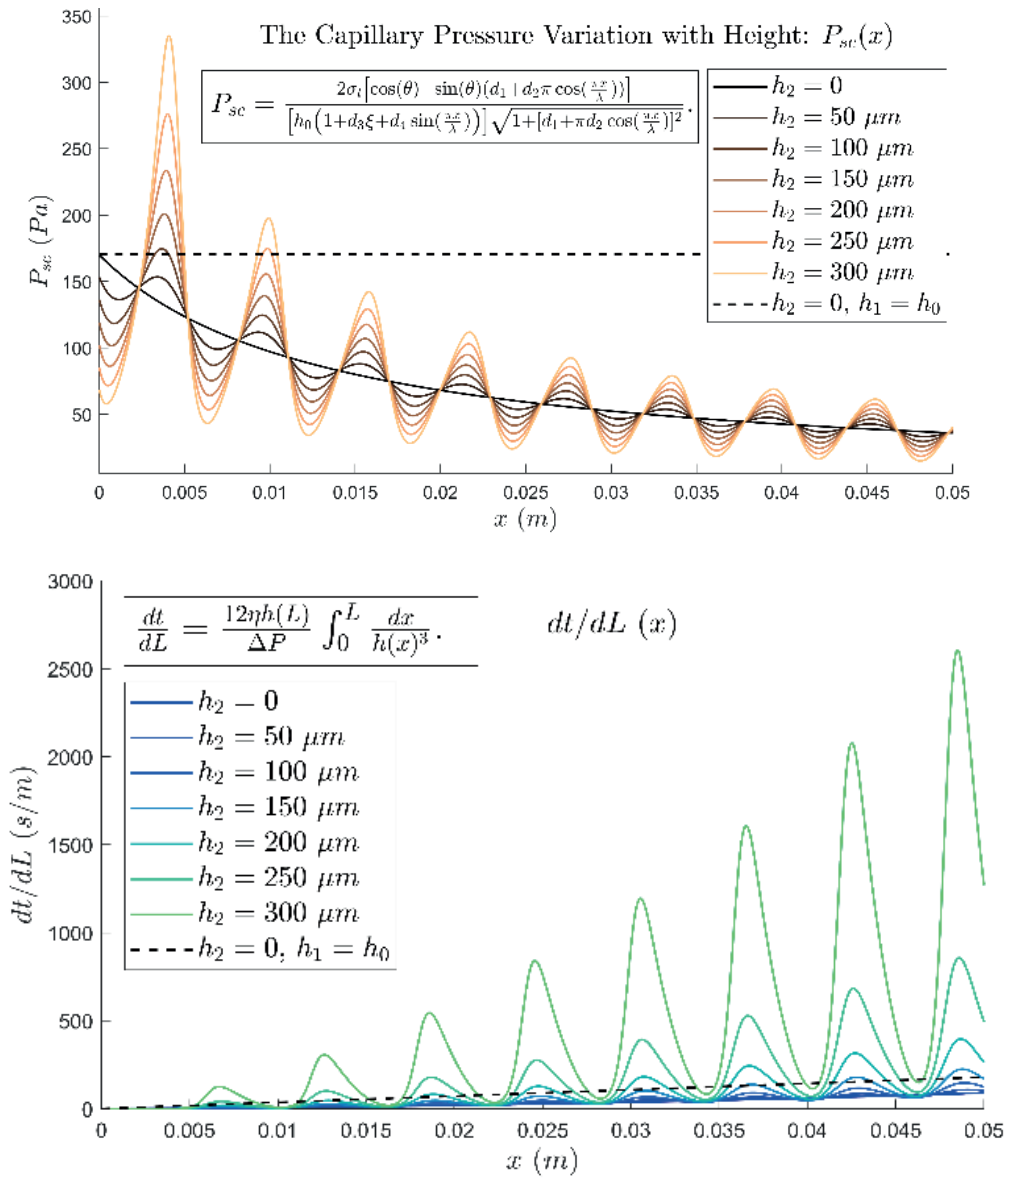 The Capillary Pressure Variation with Height: P_sc(x)
P_sc = 2σ_l[cos(θ) sin(θ)(d_1+d_2π cos(πx/λ))] / [h_0(1+d_3ξ+d_4 sin(πx/λ))]√(1+[d_1+πd_2 cos(πx/λ)]^2).
h_2 = 0
h_2 = 50 μm
h_2 = 100 μm
h_2 = 150 μm
h_2 = 200 μm
h_2 = 250 μm
h_2 = 300 μm
h_2 = 0, h_1 = h_0
P_sc (Pa)
350
300
250
200
150
100
50
0 0.005 0.01 0.015 0.02 0.025 0.03 0.035 0.04 0.045 0.05
x (m)
dt/dL (x)
dt/dL = 12ηh(L)/ΔP ∫_0^L dx/h(x)^3.
h_2 = 0
h_2 = 50 μm
h_2 = 100 μm
h_2 = 150 μm
h_2 = 200 μm
h_2 = 250 μm
h_2 = 300 μm
h_2 = 0, h_1 = h_0
dt/dL (s/m)
3000
2500
2000
1500
1000
500
0
0 0.005 0.01 0.015 0.02 0.025 0.03 0.035 0.04 0.045 0.05
x (m)